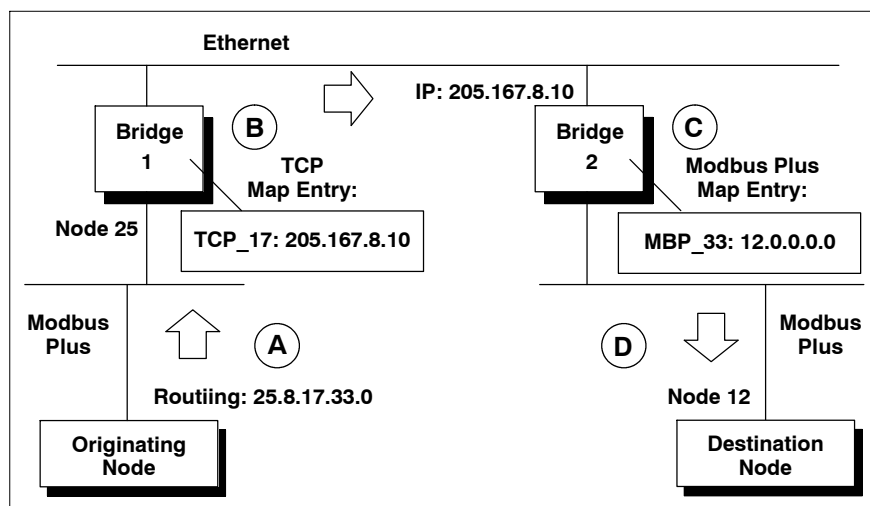 Ethernet
IP: 205.167.8.10
Bridge
1
B
TCP
Map Entry:
TCP_17: 205.167.8.10
Node 25
Bridge
2
C
Modbus Plus
Map Entry:
MBP_33: 12.0.0.0.0
Modbus
Plus
A
Routiing: 25.8.17.33.0
Originating
Node
D
Modbus
Plus
Node 12
Destination
Node